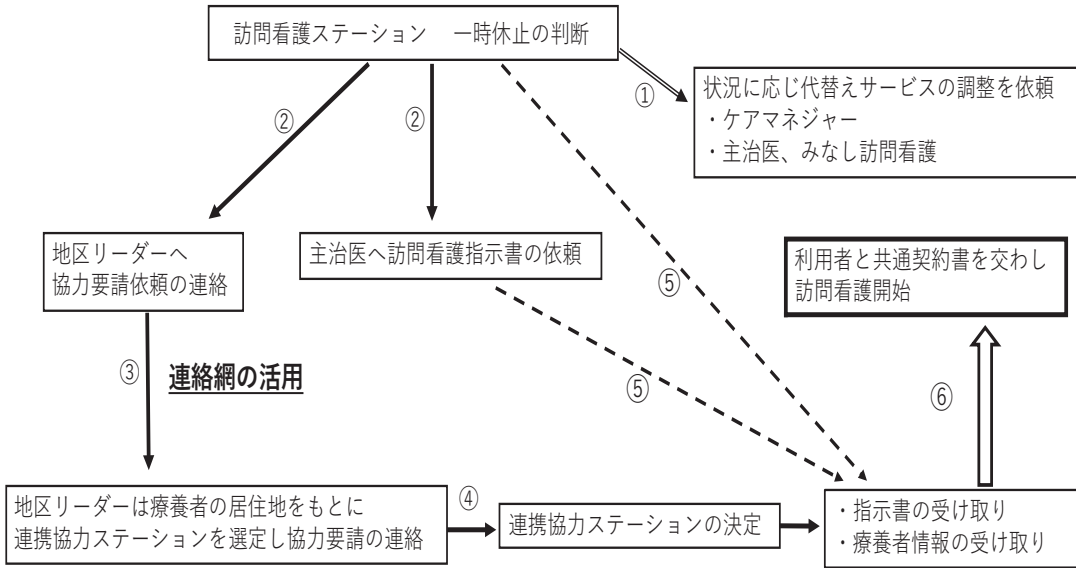 訪問看護ステーション　一時休止の判断
①
状況に応じ代替えサービスの調整を依頼
・ケアマネジャー
・主治医、みなし訪問看護
②
②
地区リーダーへ
協力要請依頼の連絡
主治医へ訪問看護指示書の依頼
利用者と共通契約書を交わし
訪問看護開始
⑤
③
連絡網の活用
⑤
⑥
地区リーダーは療養者の居住地をもとに
連携協力ステーションを選定し協力要請の連絡
④
連携協力ステーションの決定
・指示書の受け取り
・療養者情報の受け取り